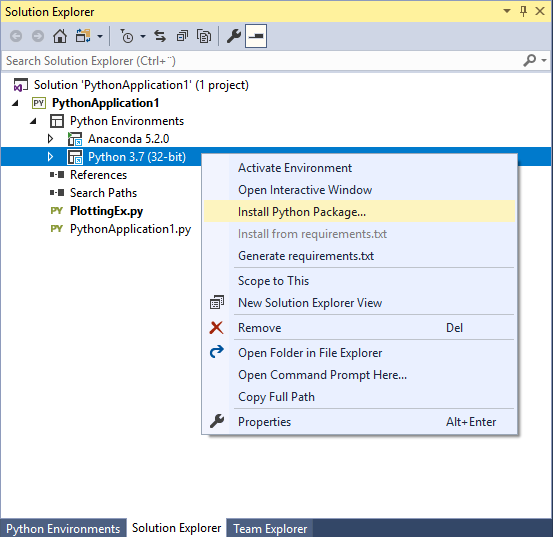 Solution Explorer
Search Solution Explorer (Ctrl+¨)
Solution 'PythonApplication1' (1 project)
PY PythonApplication1
Python Environments
Anaconda 5.2.0
Python 3.7 (32-bit)
References
Search Paths
PY PlottingEx.py
PY PythonApplication1.py
Activate Environment
Open Interactive Window
Install Python Package...
Install from requirements.txt
Generate requirements.txt
Scope to This
New Solution Explorer View
Remove Del
Open Folder in File Explorer
Open Command Prompt Here...
Copy Full Path
Properties Alt+Enter
Python Environments Solution Explorer Team Explorer